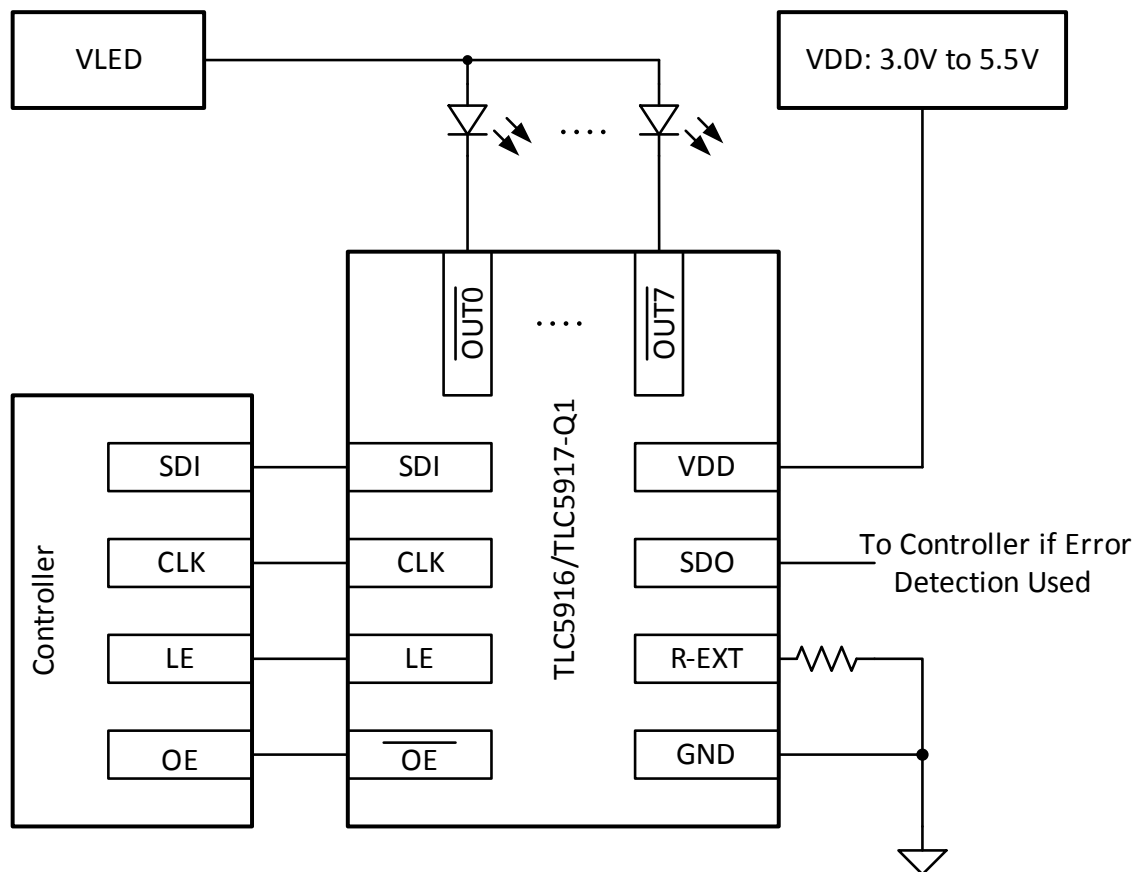 VLED
VDD: 3.0V to 5.5V
....
OUT0
....
OUT7
TLC5916/TLC5917-Q1
Controller
SDI
SDI
VDD
CLK
CLK
SDO
To Controller if Error
Detection Used
LE
LE
R-EXT
OE
OE
GND